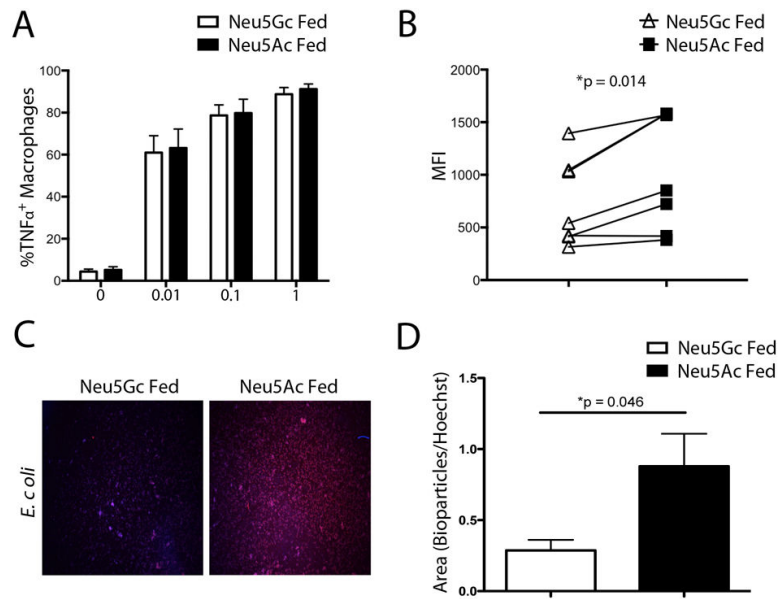 A
Neu5Gc Fed
Neu5Ac Fed
%TNFα+ Macrophages
100
80
60
40
20
0
0 0.01 0.1 1
B
Neu5Gc Fed
Neu5Ac Fed
*p = 0.014
MFI
2000
1500
1000
500
0
C
Neu5Gc Fed Neu5Ac Fed
E. coli
D
Neu5Gc Fed
Neu5Ac Fed
*p = 0.046
Area (Bioparticles/Hoechst)
1.5
1.0
0.5
0.0